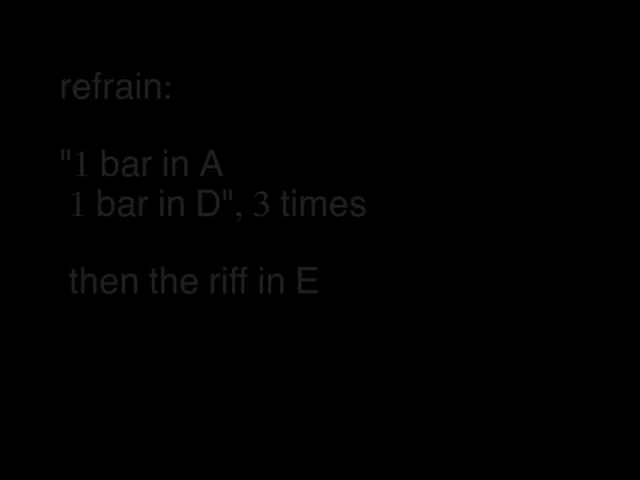 refrain:
"1 bar in A
1 bar in D", 3 times
then the riff in E